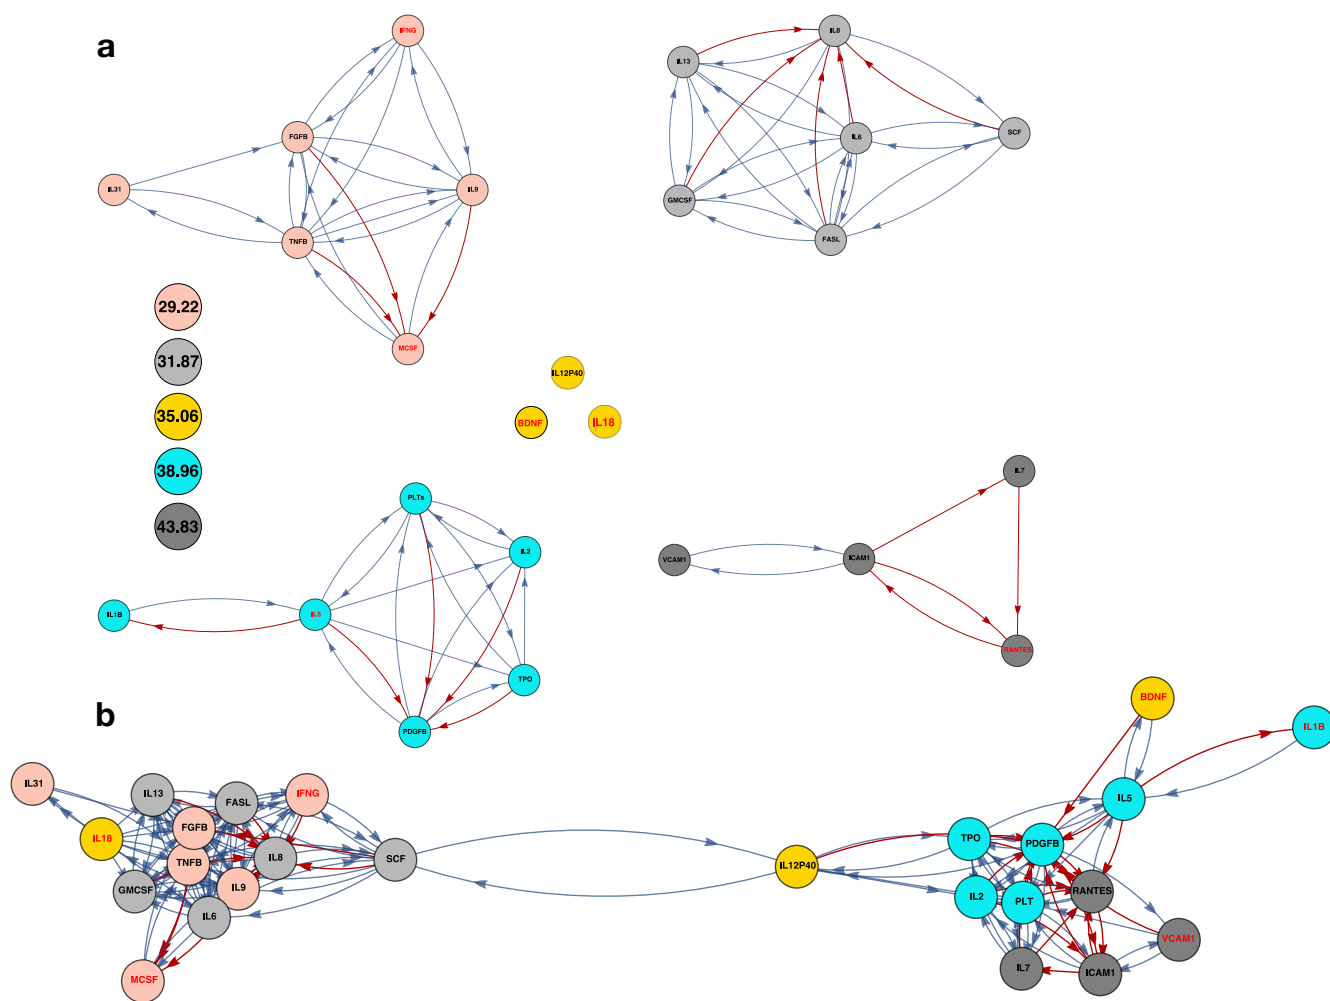 a
IFNG
FGFB
IL31
IL9
TNFB
MCSF
IL8
IL13
IL6
SCF
GMCSF
FASL
29.22
31.87
35.06
38.96
43.83
IL12P40
BDNF
IL18
PLTs
IL2
IL1B
IL5
TPO
PDGFB
IL7
VCAM1
ICAM1
RANTES
b
IL31
IL13
FASL
IFNG
IL18
FGFB
TNFB
IL8
SCF
GMCSF
IL9
IL6
MCSF
IL12P40
BDNF
IL1B
IL5
TPO
PDGFB
IL2
PLT
RANTES
VCAM1
IL7
ICAM1